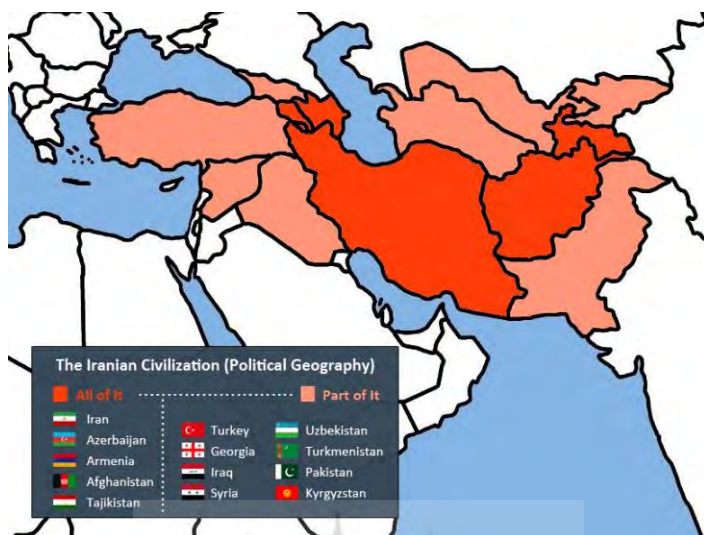 The Iranian Civilization (Political Geography)
All of It
Part of It
Iran
Azerbaijan
Armenia
Afghanistan
Tajikistan
Turkey
Georgia
Iraq
Syria
Uzbekistan
Turkmenistan
Pakistan
Kyrgyzstan